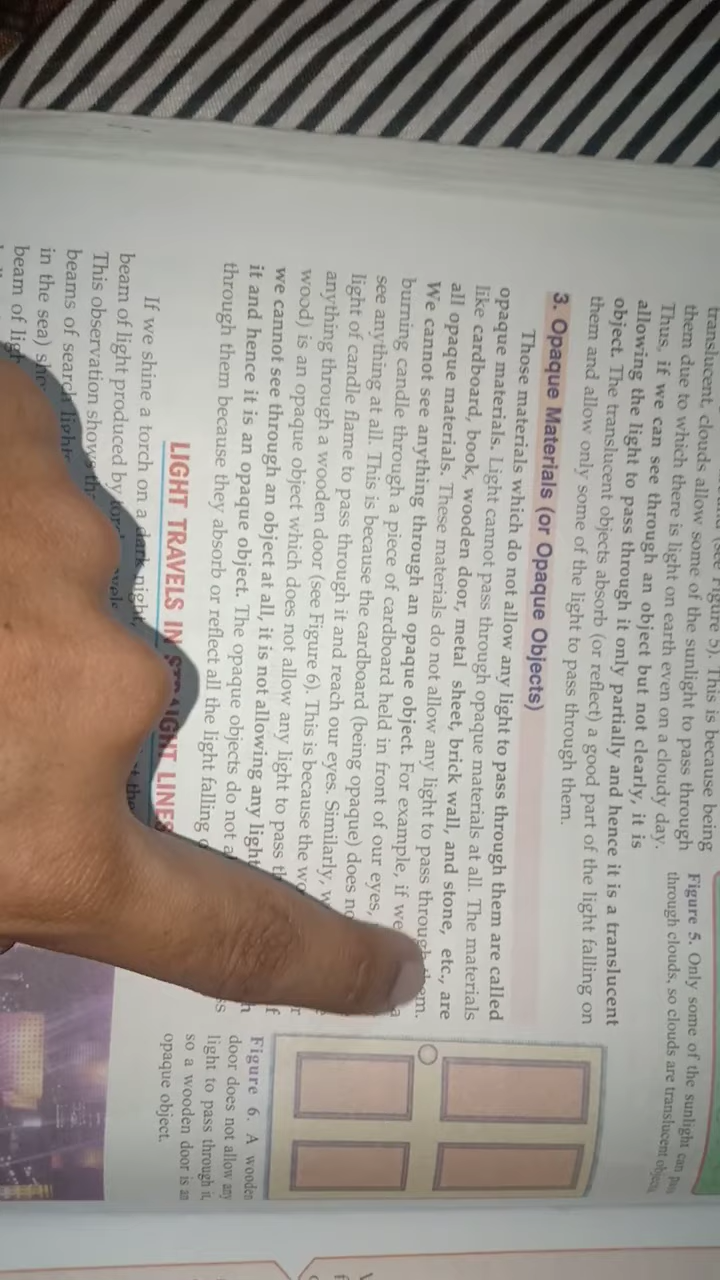 translucent, clouds allow some of the sunlight to pass through
them due to which there is light on earth even on a cloudy day.
Thus, if we can see through an object but not clearly, it is
allowing the light to pass through it only partially and hence it is a translucent
object. The translucent objects absorb (or reflect) a good part of the light falling on
them and allow only some of the light to pass through them.
Figure 5. Only some of the sunlight can pass
through clouds, so clouds are translucent objects
3. Opaque Materials (or Opaque Objects)
Those materials which do not allow any light to pass through them are called
opaque materials. Light cannot pass through opaque materials at all. The materials
like cardboard, book, wooden door, metal sheet, brick wall, and stone, etc., are
all opaque materials. These materials do not allow any light to pass through them.
We cannot see anything through an opaque object. For example, if we
burning candle through a piece of cardboard held in front of our eyes,
see anything at all. This is because the cardboard (being opaque) does
light of candle flame to pass through it and reach our eyes. Similarly,
anything through a wooden door (see Figure 6). This is because the
wood) is an opaque object which does not allow any light to pass
we cannot see through an object at all, it is not allowing any light
it and hence it is an opaque object. The opaque objects do not
through them because they absorb or reflect all the light falling
Figure 6. A wooden
door does not allow any
light to pass through it,
so a wooden door is an
opaque object.
LIGHT TRAVELS IN STRAIGHT LINES
If we shine a torch on a dark night,
beam of light produced by
This observation shows
beams of search lights
in the sea)
beam of